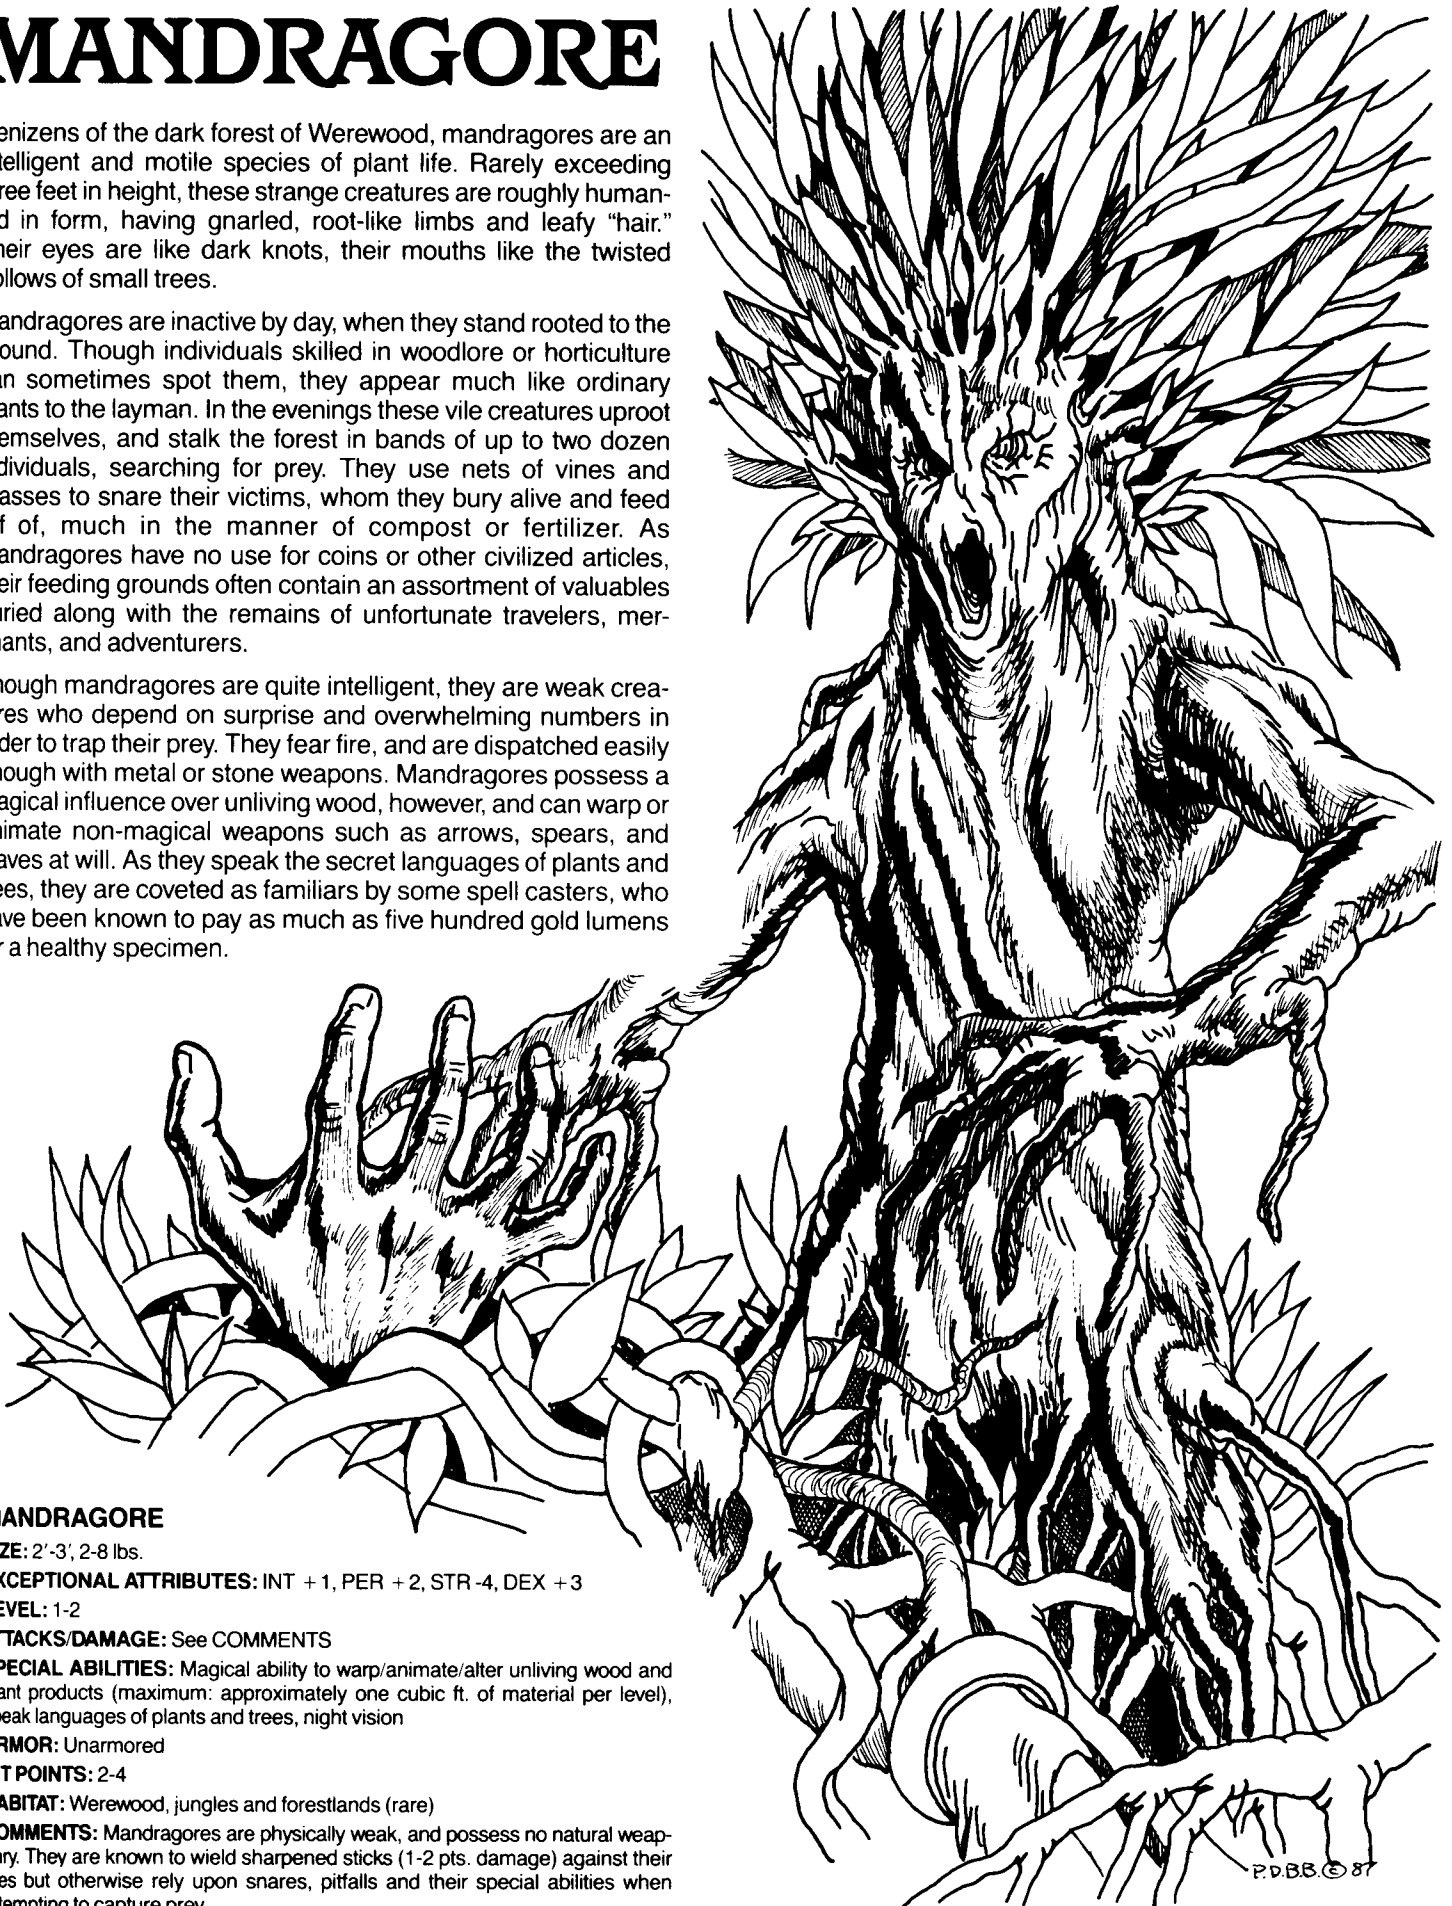 MANDRAGORE
enizens of the dark forest of Werewood, mandragores are an
telligent and motile species of plant life. Rarely exceeding
ree feet in height, these strange creatures are roughly human-
d in form, having gnarled, root-like limbs and leafy “hair.”
heir eyes are like dark knots, their mouths like the twisted
ollows of small trees.
andragores are inactive by day, when they stand rooted to the
ound. Though individuals skilled in woodlore or horticulture
an sometimes spot them, they appear much like ordinary
ants to the layman. In the evenings these vile creatures uproot
emselves, and stalk the forest in bands of up to two dozen
dividuals, searching for prey. They use nets of vines and
asses to snare their victims, whom they bury alive and feed
f of, much in the manner of compost or fertilizer. As
andragores have no use for coins or other civilized articles,
eir feeding grounds often contain an assortment of valuables
uried along with the remains of unfortunate travelers, mer-
hants, and adventurers.
hough mandragores are quite intelligent, they are weak crea-
res who depend on surprise and overwhelming numbers in
der to trap their prey. They fear fire, and are dispatched easily
nough with metal or stone weapons. Mandragores possess a
agical influence over unliving wood, however, and can warp or
nimate non-magical weapons such as arrows, spears, and
aves at will. As they speak the secret languages of plants and
ees, they are coveted as familiars by some spell casters, who
ave been known to pay as much as five hundred gold lumens
r a healthy specimen.
ANDRAGORE
ZE: 2'-3', 2-8 lbs.
XCEPTIONAL ATTRIBUTES: INT +1, PER +2, STR -4, DEX +3
EVEL: 1-2
TTACKS/DAMAGE: See COMMENTS
PECIAL ABILITIES: Magical ability to warp/animate/alter unliving wood and
ant products (maximum: approximately one cubic ft. of material per level),
eak languages of plants and trees, night vision
RMOR: Unarmored
IT POINTS: 2-4
ABITAT: Werewood, jungles and forestlands (rare)
OMMENTS: Mandragores are physically weak, and possess no natural weap-
ry. They are known to wield sharpened sticks (1-2 pts. damage) against their
es but otherwise rely upon snares, pitfalls and their special abilities when
tempting to capture prey.
P.D.B.B. © 87